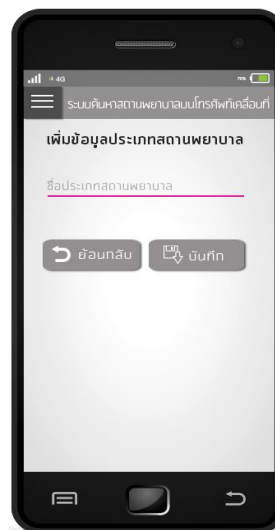 4G
70%
ระบบค้นหาสถานพยาบาลบนโทรศัพท์เคลื่อนที่
เพิ่มข้อมูลประเภทสถานพยาบาล
ชื่อประเภทสถานพยาบาล
ย้อนกลับ
บันทึก